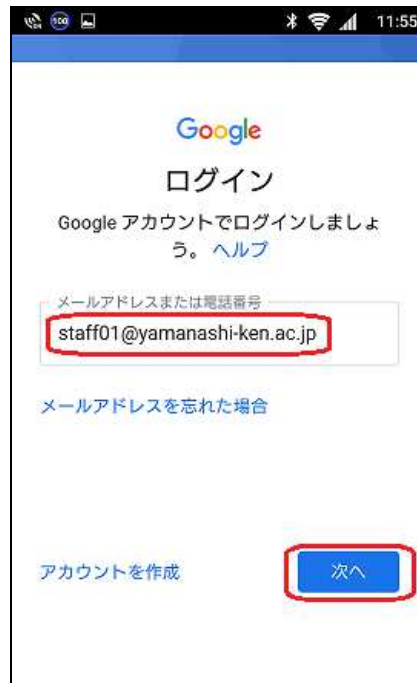 100
11:55
Google
ログイン
Google アカウントでログインしましょ
う。 ヘルプ
メールアドレスまたは電話番号
staff01@yamanashi-ken.ac.jp
メールアドレスを忘れた場合
アカウントを作成
次へ